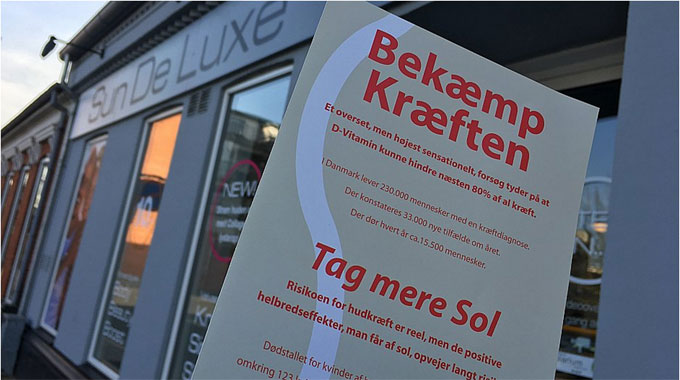 Sun De Luxe
NEW!
Bekæmp
Kræften
Et overset, men højest sensationelt, forsøg tyder på at
D-Vitamin kunne hindre næsten 80% af al kræft.
I Danmark lever 230.000 mennesker med en kræftdiagnose.
Der konstateres 33.000 nye tilfælde om året.
Der dør hvert år ca.15.500 mennesker.
Tag mere Sol
Risikoen for hudkræft er reel, men de positive
helbredseffekter, man får af sol, opvejer langt
Dødstallet for kvinder af
omkring 123